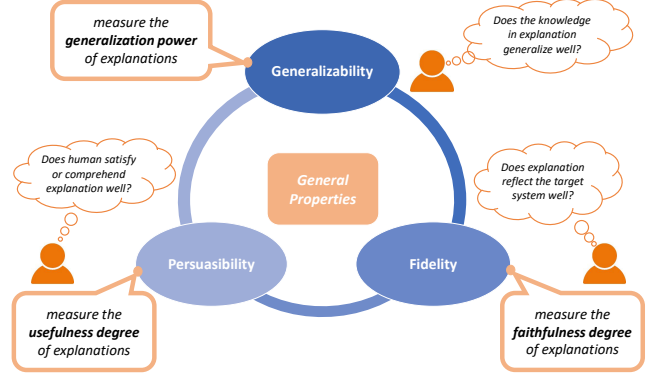 measure the
generalization power
of explanations
Generalizability
Does the knowledge
in explanation
generalize well?
Does human satisfy
or comprehend
explanation well?
General
Properties
Does explanation
reflect the target
system well?
Persuasibility
Fidelity
measure the
usefulness degree
of explanations
measure the
faithfulness degree
of explanations